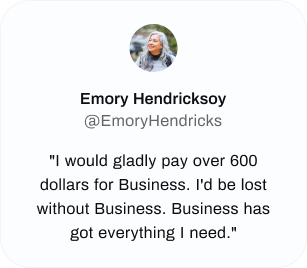 Emory Hendricksoy
@EmoryHendricks
"I would gladly pay over 600
dollars for Business. I'd be lost
without Business. Business has
got everything I need."